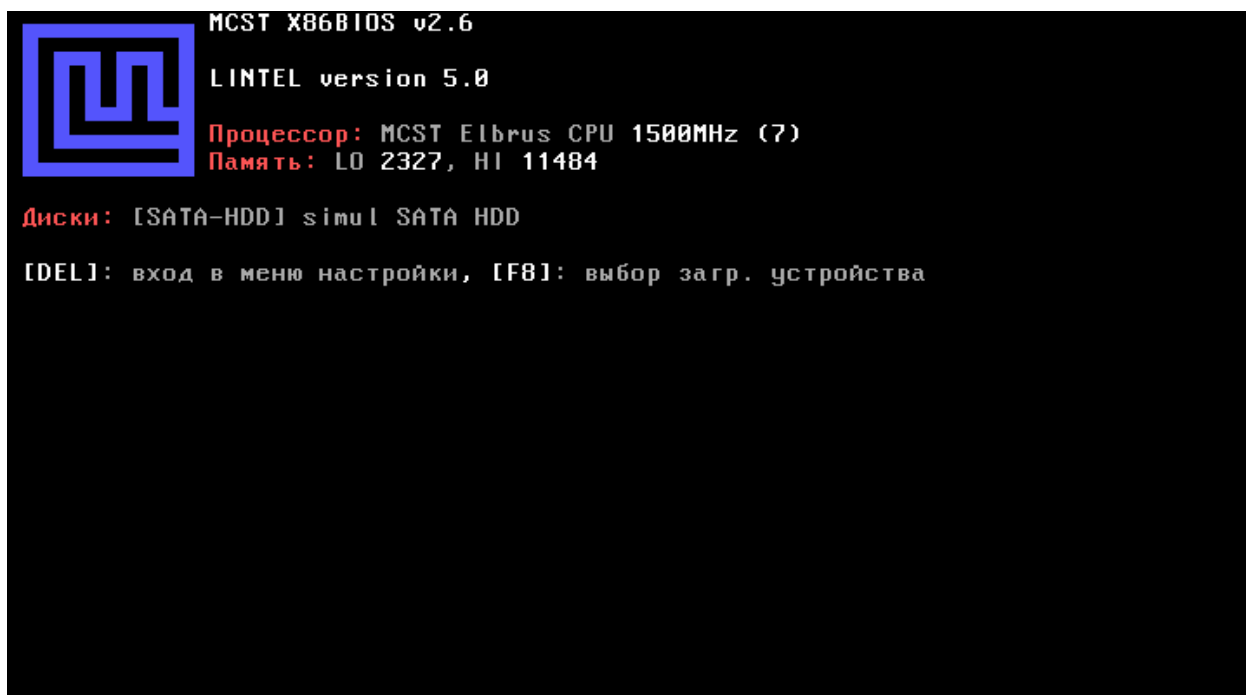 MCST X86BIOS v2.6
LINTEL version 5.0
Процессор: MCST Elbrus CPU 1500MHz (7)
Память: LO 2327, HI 11484
Диски: [SATA-HDD] simul SATA HDD
[DEL]: вход в меню настройки, [F8]: выбор загр. устройства